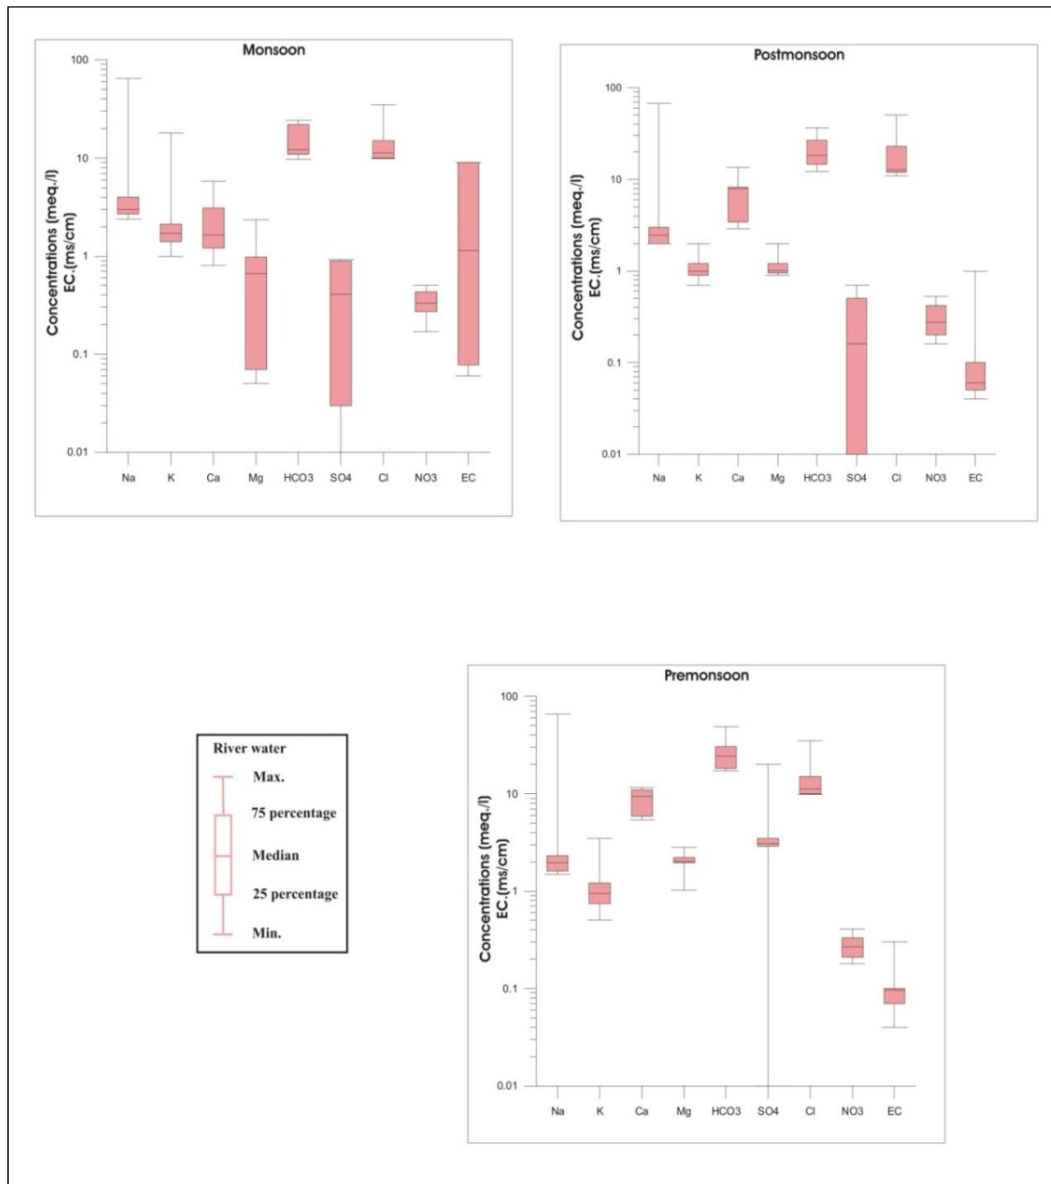 Monsoon
100
10
1
0.1
0.01
Concentrations (meq./l)
EC.(ms/cm)
Na K Ca Mg HCO3 SO4 Cl NO3 EC
Postmonsoon
100
10
1
0.1
0.01
Concentrations (meq./l)
EC.(ms/cm)
Na K Ca Mg HCO3 SO4 Cl NO3 EC
River water
Max.
75 percentage
Median
25 percentage
Min.
Premonsoon
100
10
1
0.1
0.01
Concentrations (meq./l)
EC.(ms/cm)
Na K Ca Mg HCO3 SO4 Cl NO3 EC